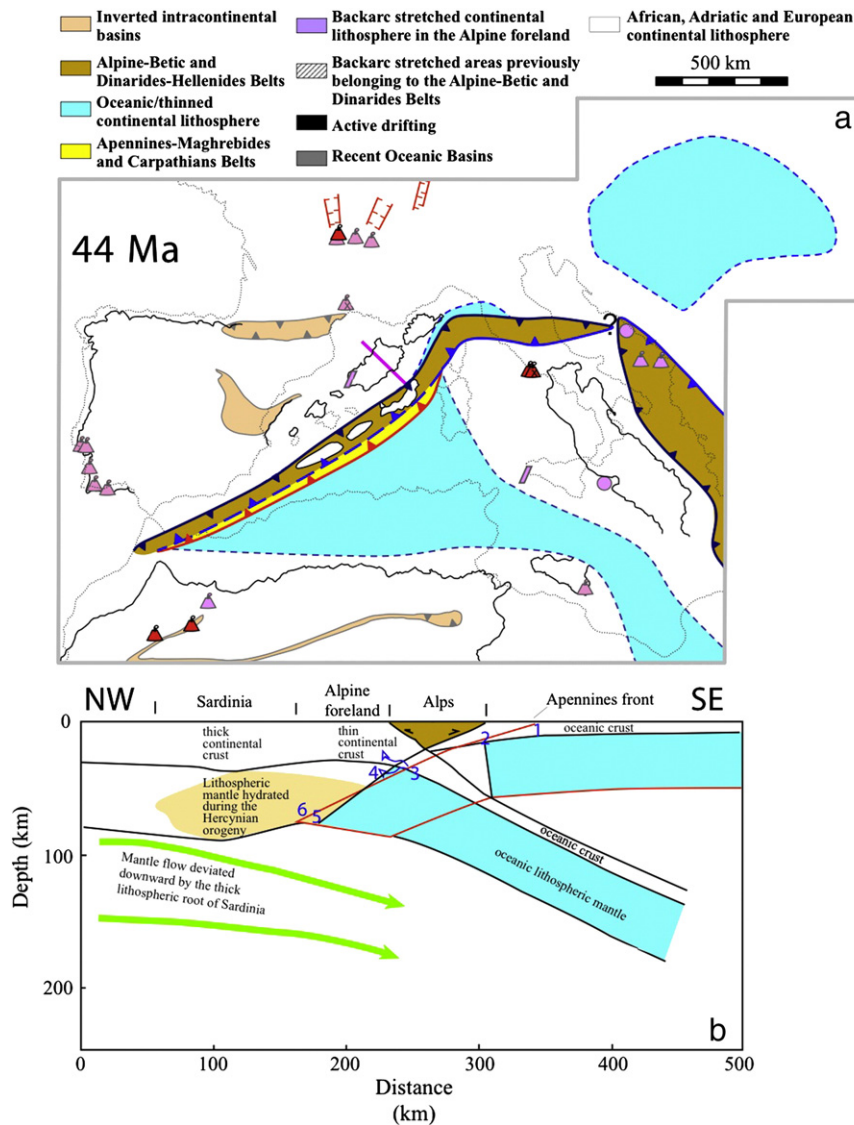 Inverted intracontinental
basins
Alpine-Betic and
Dinarides-Hellenides Belts
Oceanic/thinned
continental lithosphere
Apennines-Maghrebides
and Carpathians Belts
Backarc stretched continental
lithosphere in the Alpine foreland
Backarc stretched areas previously
belonging to the Alpine-Betic and
Dinarides Belts
Active drifting
Recent Oceanic Basins
African, Adriatic and European
continental lithosphere
500 km
a
44 Ma
?
NW
Sardinia
Alpine
foreland
Alps
Apennines front
SE
0
100
200
Depth (km)
thick
continental
crust
thin
continental
crust
oceanic crust
1
2
3
4
5
6
Lithospheric
mantle hydrated
during the
Hercynian
orogeny
Mantle flow deviated
downward by the thick
lithospheric root of Sardinia
oceanic crust
oceanic lithospheric mantle
b
0
100
200
300
400
500
Distance
(km)